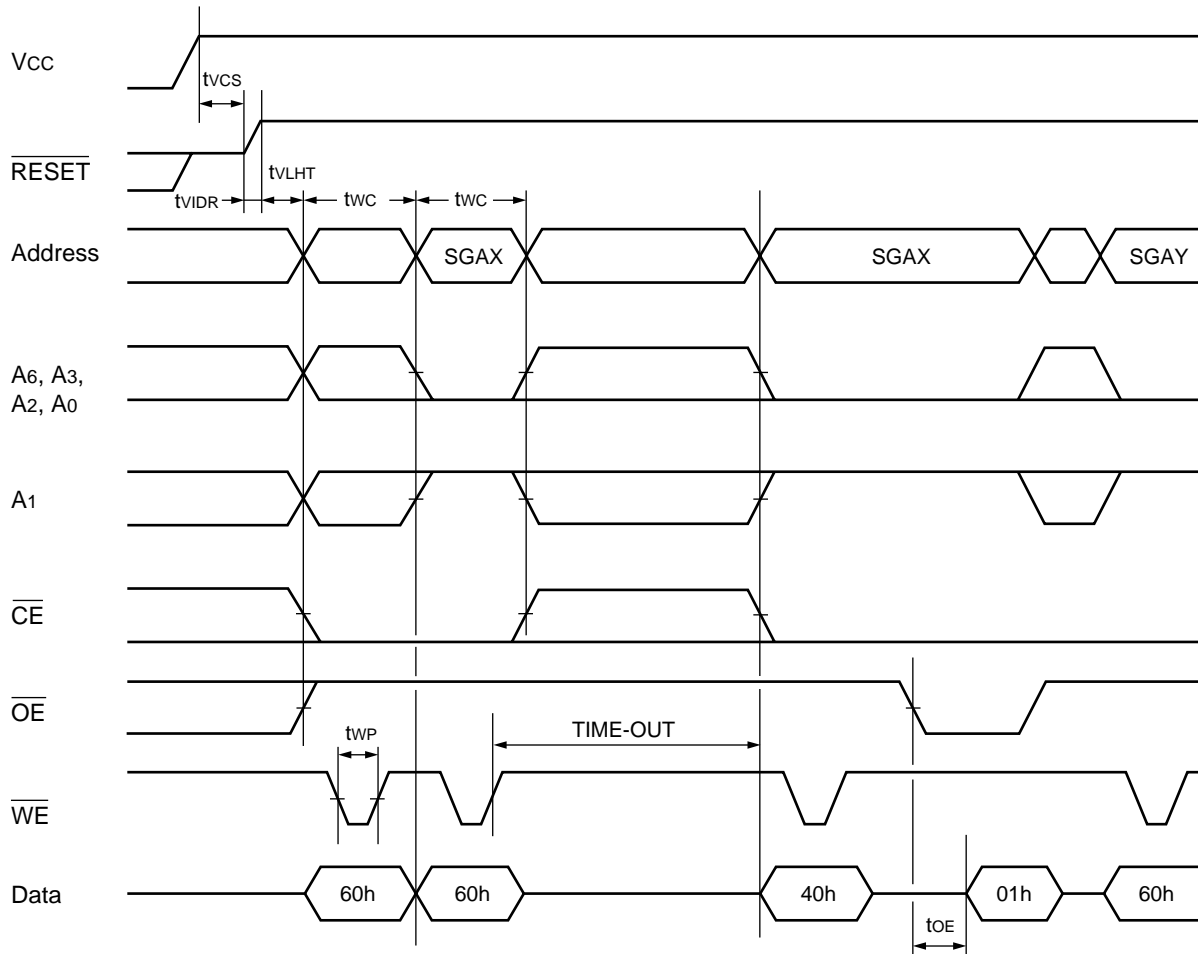 VCC
tVCS
RESET
tVLHT
tVIDR
tWC
tWC
Address
SGAX
SGAX
SGAY
A6, A3,
A2, A0
A1
CE
OE
TIME-OUT
tWP
WE
Data
60h
60h
40h
01h
60h
tOE